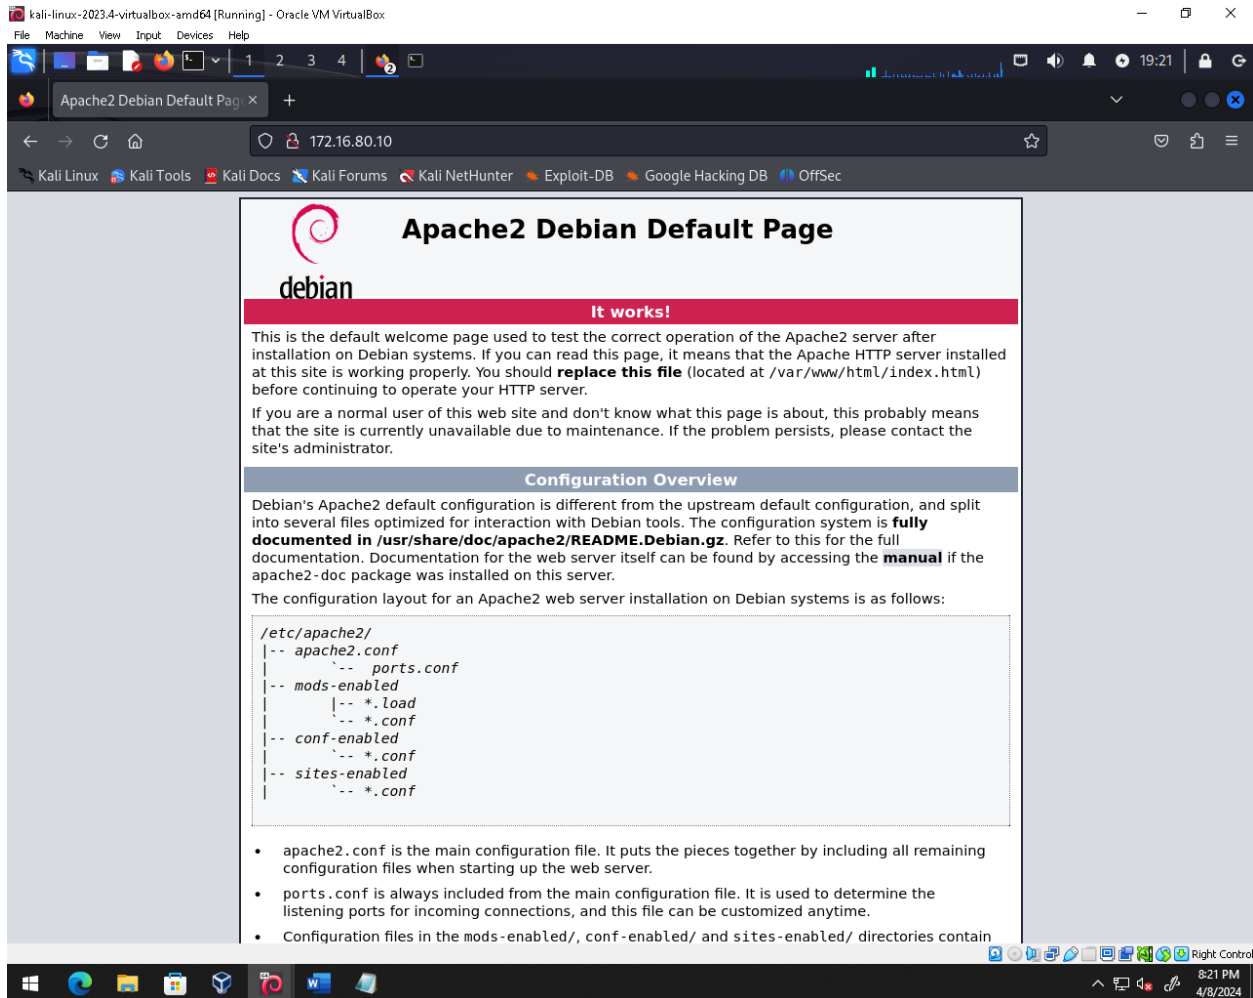 kali-linux-2023.4-virtualbox-amd64 [Running] - Oracle VM VirtualBox
File Machine View Input Devices Help
1 2 3 4 2 19:21
Apache2 Debian Default Pag
172.16.80.10
Kali Linux Kali Tools Kali Docs Kali Forums Kali NetHunter Exploit-DB Google Hacking DB OffSec
Apache2 Debian Default Page
debian
It works!
This is the default welcome page used to test the correct operation of the Apache2 server after
installation on Debian systems. If you can read this page, it means that the Apache HTTP server installed
at this site is working properly. You should replace this file (located at /var/www/html/index.html)
before continuing to operate your HTTP server.
If you are a normal user of this web site and don't know what this page is about, this probably means
that the site is currently unavailable due to maintenance. If the problem persists, please contact the
site's administrator.
Configuration Overview
Debian's Apache2 default configuration is different from the upstream default configuration, and split
into several files optimized for interaction with Debian tools. The configuration system is fully
documented in /usr/share/doc/apache2/README.Debian.gz. Refer to this for the full
documentation. Documentation for the web server itself can be found by accessing the manual if the
apache2-doc package was installed on this server.
The configuration layout for an Apache2 web server installation on Debian systems is as follows:
/etc/apache2/
|-- apache2.conf
|       `--  ports.conf
|-- mods-enabled
|       |-- *.load
|       `-- *.conf
|-- conf-enabled
|       `-- *.conf
|-- sites-enabled
|       `-- *.conf
• apache2.conf is the main configuration file. It puts the pieces together by including all remaining
configuration files when starting up the web server.
• ports.conf is always included from the main configuration file. It is used to determine the
listening ports for incoming connections, and this file can be customized anytime.
• Configuration files in the mods-enabled/, conf-enabled/ and sites-enabled/ directories contain
Right Control
8:21 PM
4/8/2024